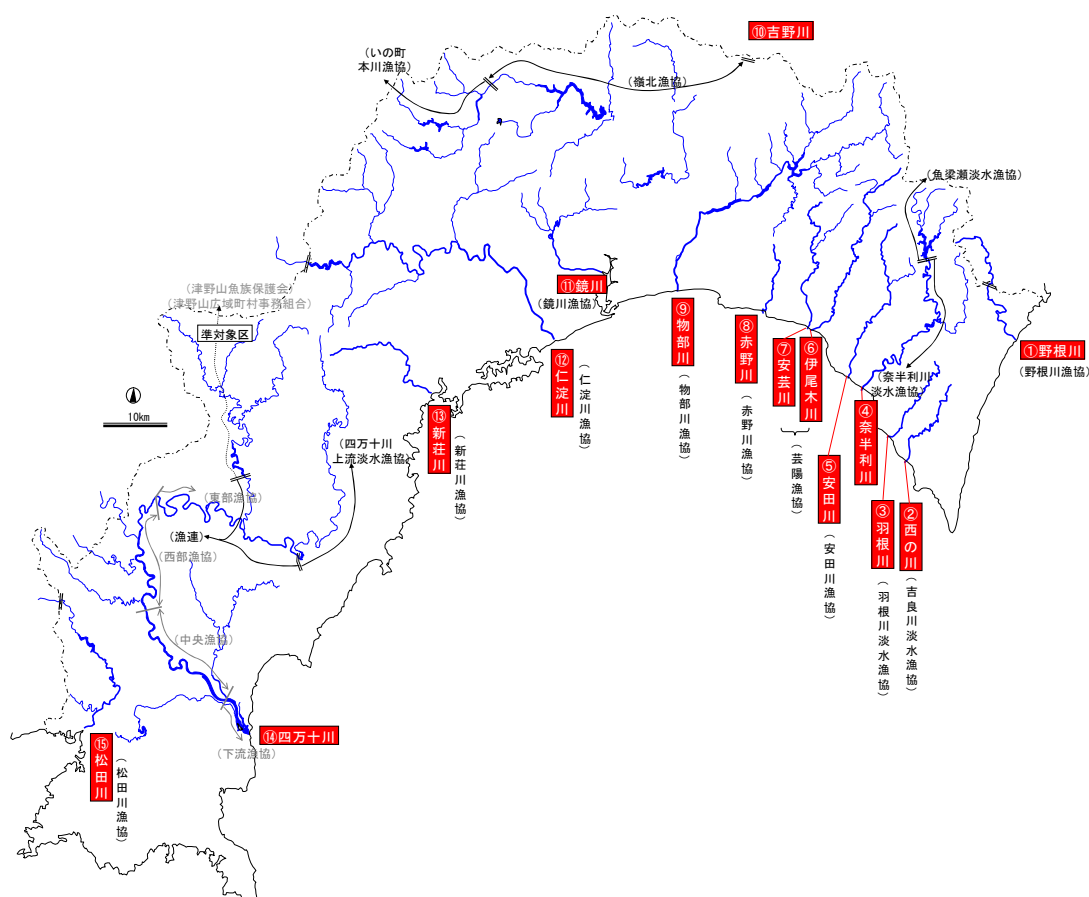 ⑩吉野川
(いの町
本川漁協)
(嶺北漁協)
(魚梁瀬淡水漁協)
(津野山魚族保護会)
(津野山広域町村事務組合)
準対象区
10km
⑪鏡川
(鏡川漁協)
⑨物部川
(物部川漁協)
⑧赤野川
(赤野川漁協)
⑦安芸川
⑥伊尾木川
(芸陽漁協)
⑤安田川
(安田川漁協)
(奈半利川
淡水漁協)
④奈半利川
③羽根川
(羽根川淡水漁協)
②西の川
(吉良川淡水漁協)
①野根川
(野根川漁協)
⑫仁淀川
(仁淀川漁協)
⑬新荘川
(新荘川漁協)
(四万十川
上流淡水漁協)
(東部漁協)
(漁連)
(西部漁協)
(中央漁協)
(下流漁協)
⑭四万十川
⑮松田川
(松田川漁協)